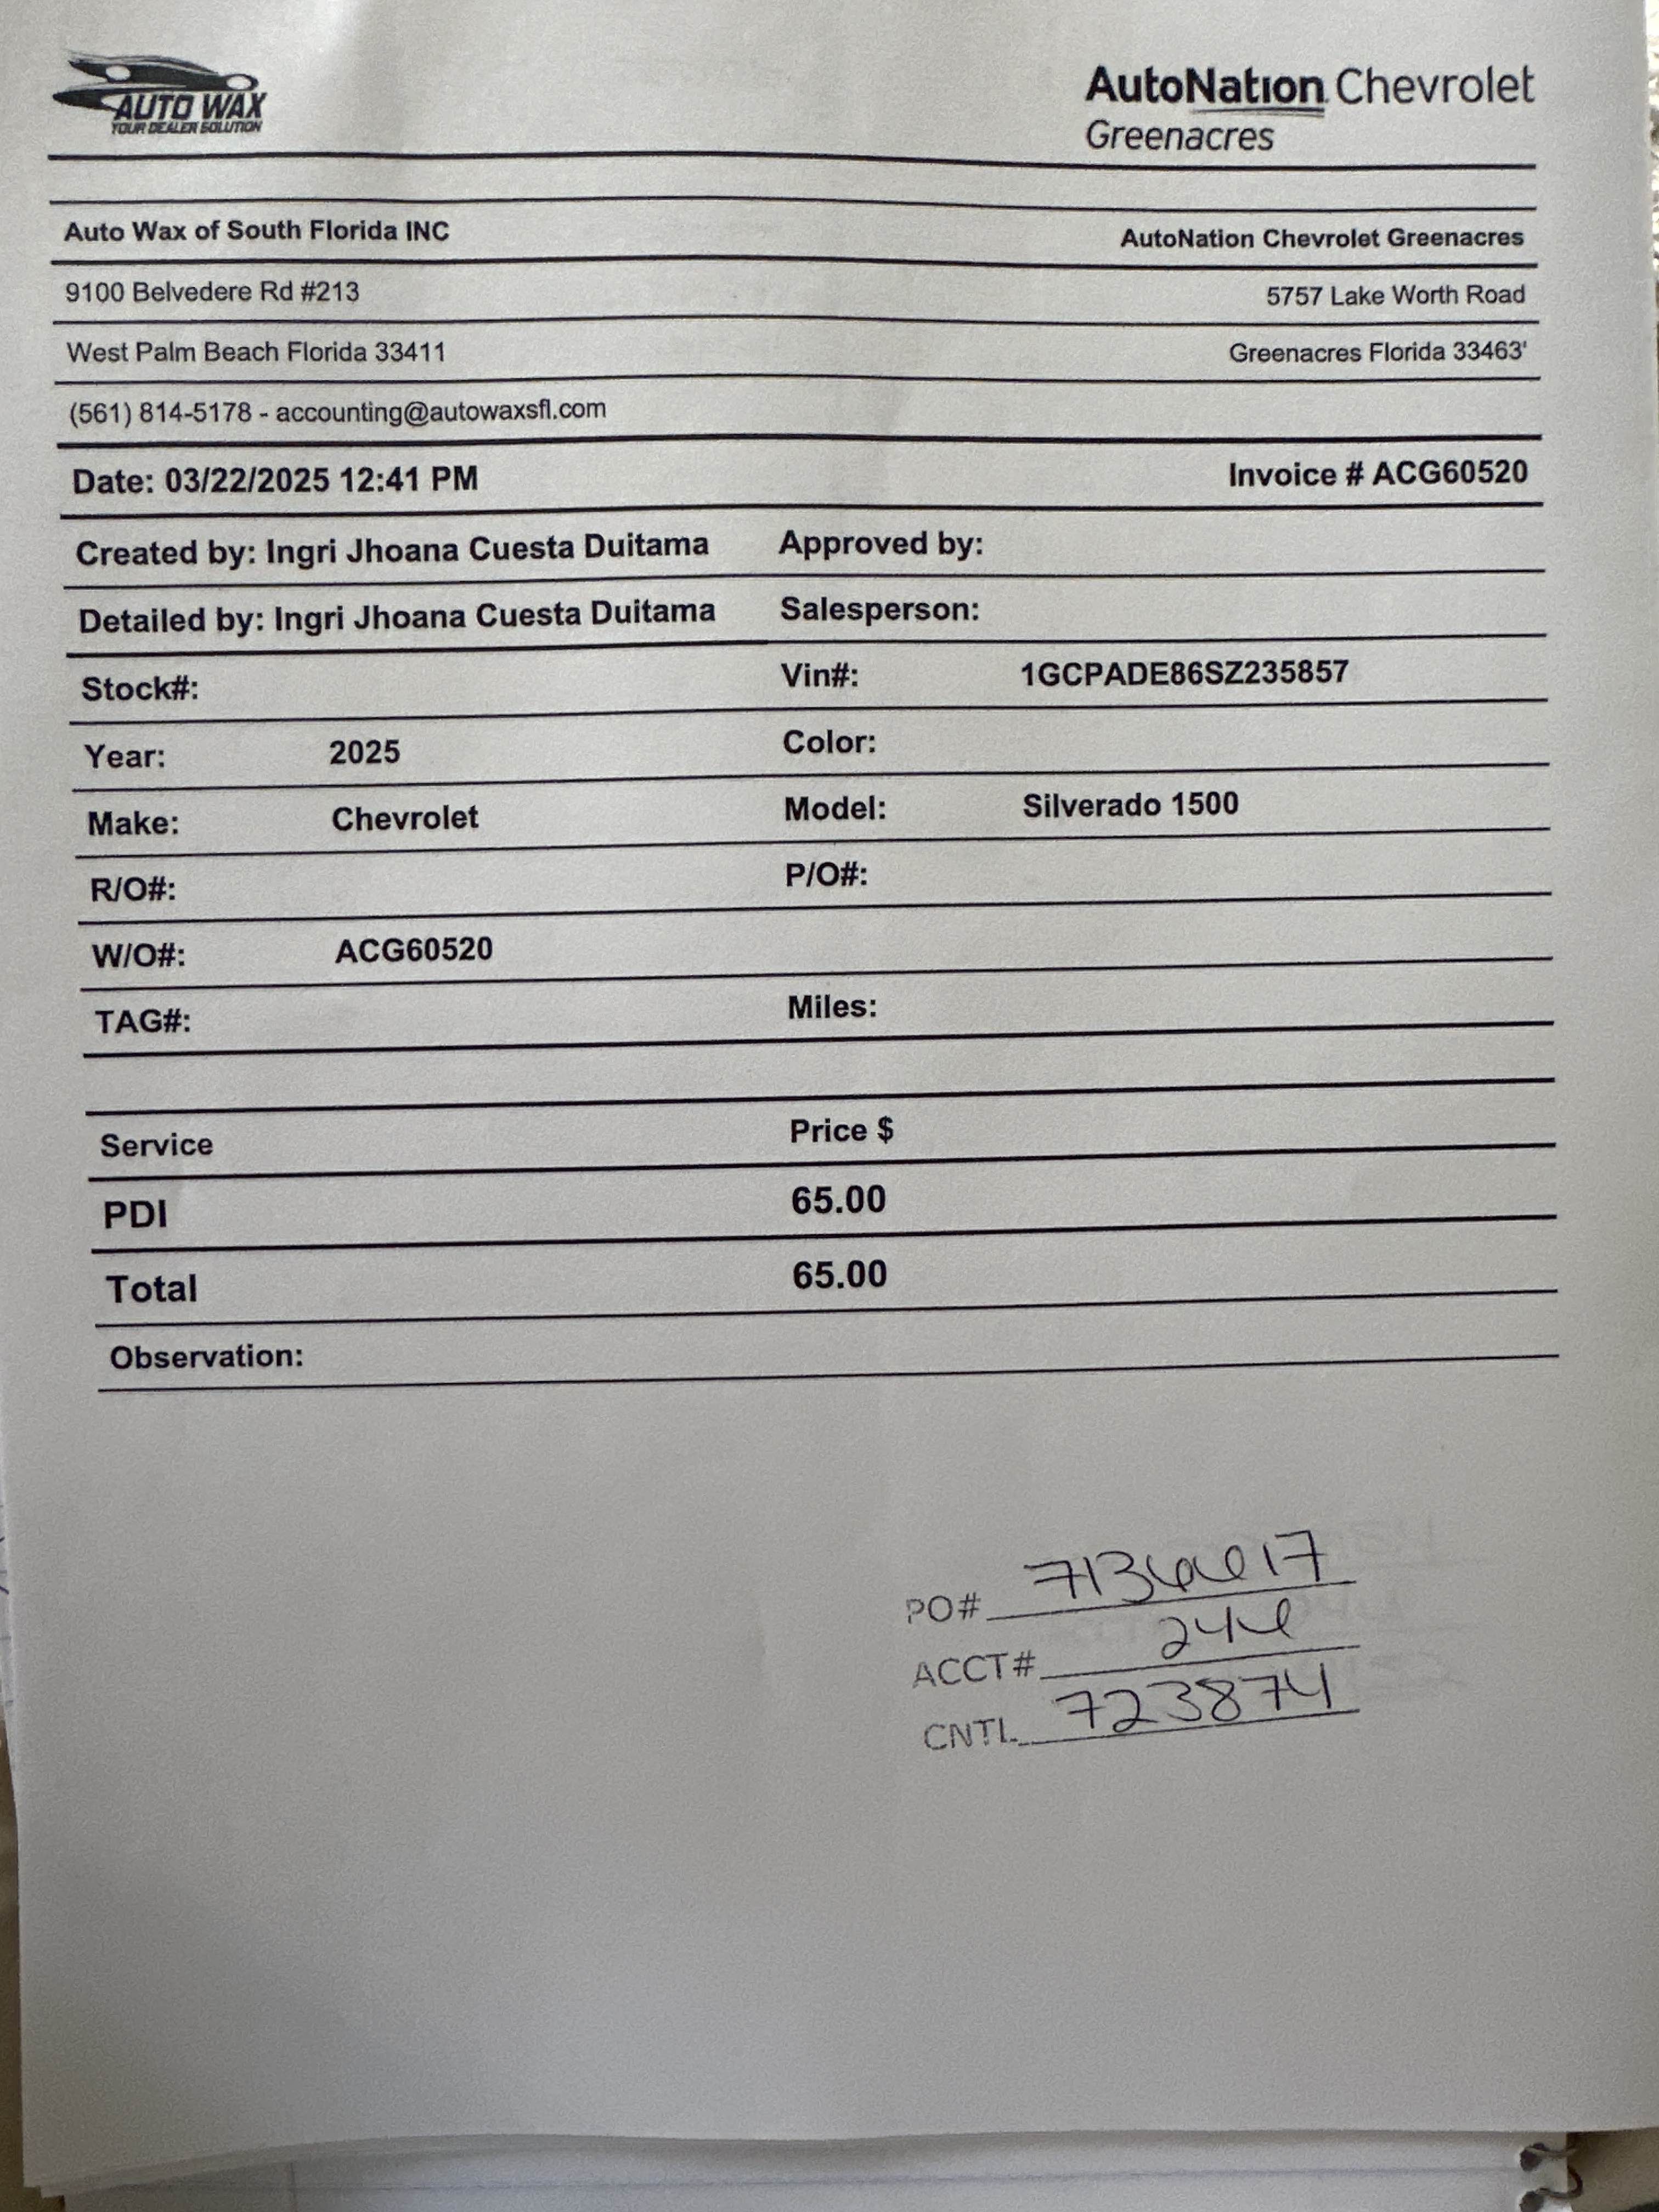 AUTO WAX
YOUR DEALER SOLUTION
AutoNation Chevrolet
Greenacres
Auto Wax of South Florida INC AutoNation Chevrolet Greenacres
9100 Belvedere Rd #213 5757 Lake Worth Road
West Palm Beach Florida 33411 Greenacres Florida 33463'
(561) 814-5178 - accounting@autowaxsfl.com
Date: 03/22/2025 12:41 PM Invoice # ACG60520
Created by: Ingri Jhoana Cuesta Duitama Approved by:
Detailed by: Ingri Jhoana Cuesta Duitama Salesperson:
Stock#: Vin#: 1GCPADE86SZ235857
Year: 2025 Color:
Make: Chevrolet Model: Silverado 1500
R/O#: P/O#:
W/O#: ACG60520
TAG#: Miles:
Service Price $
PDI 65.00
Total 65.00
Observation:
PO# 7136617
ACCT# 246
CNTL 723874